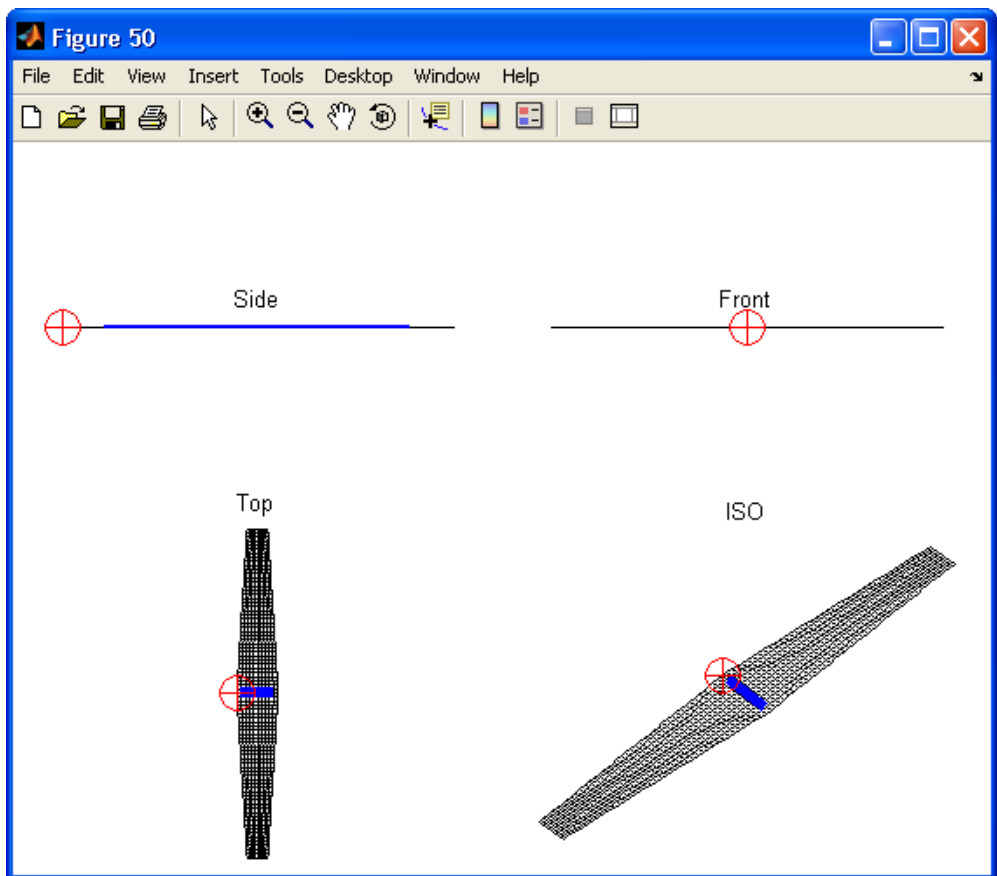 Figure 50
File Edit View Insert Tools Desktop Window Help
Side
Front
Top
ISO